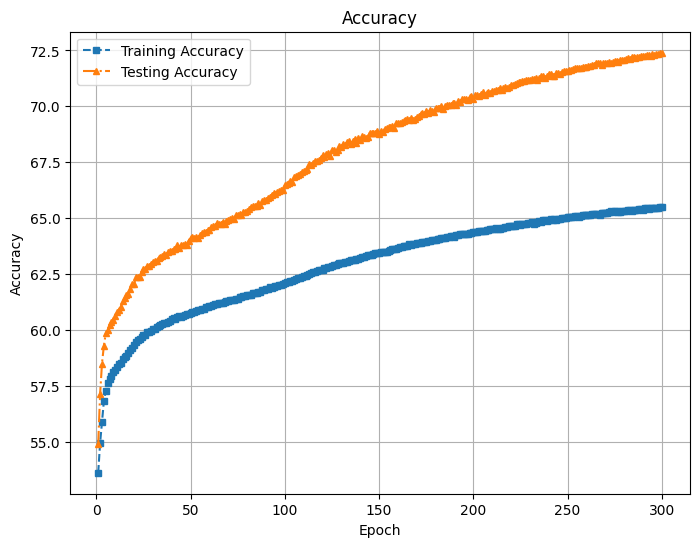 Accuracy
Training Accuracy
Testing Accuracy
72.5
70.0
67.5
65.0
62.5
60.0
57.5
55.0
Accuracy
0 50 100 150 200 250 300
Epoch